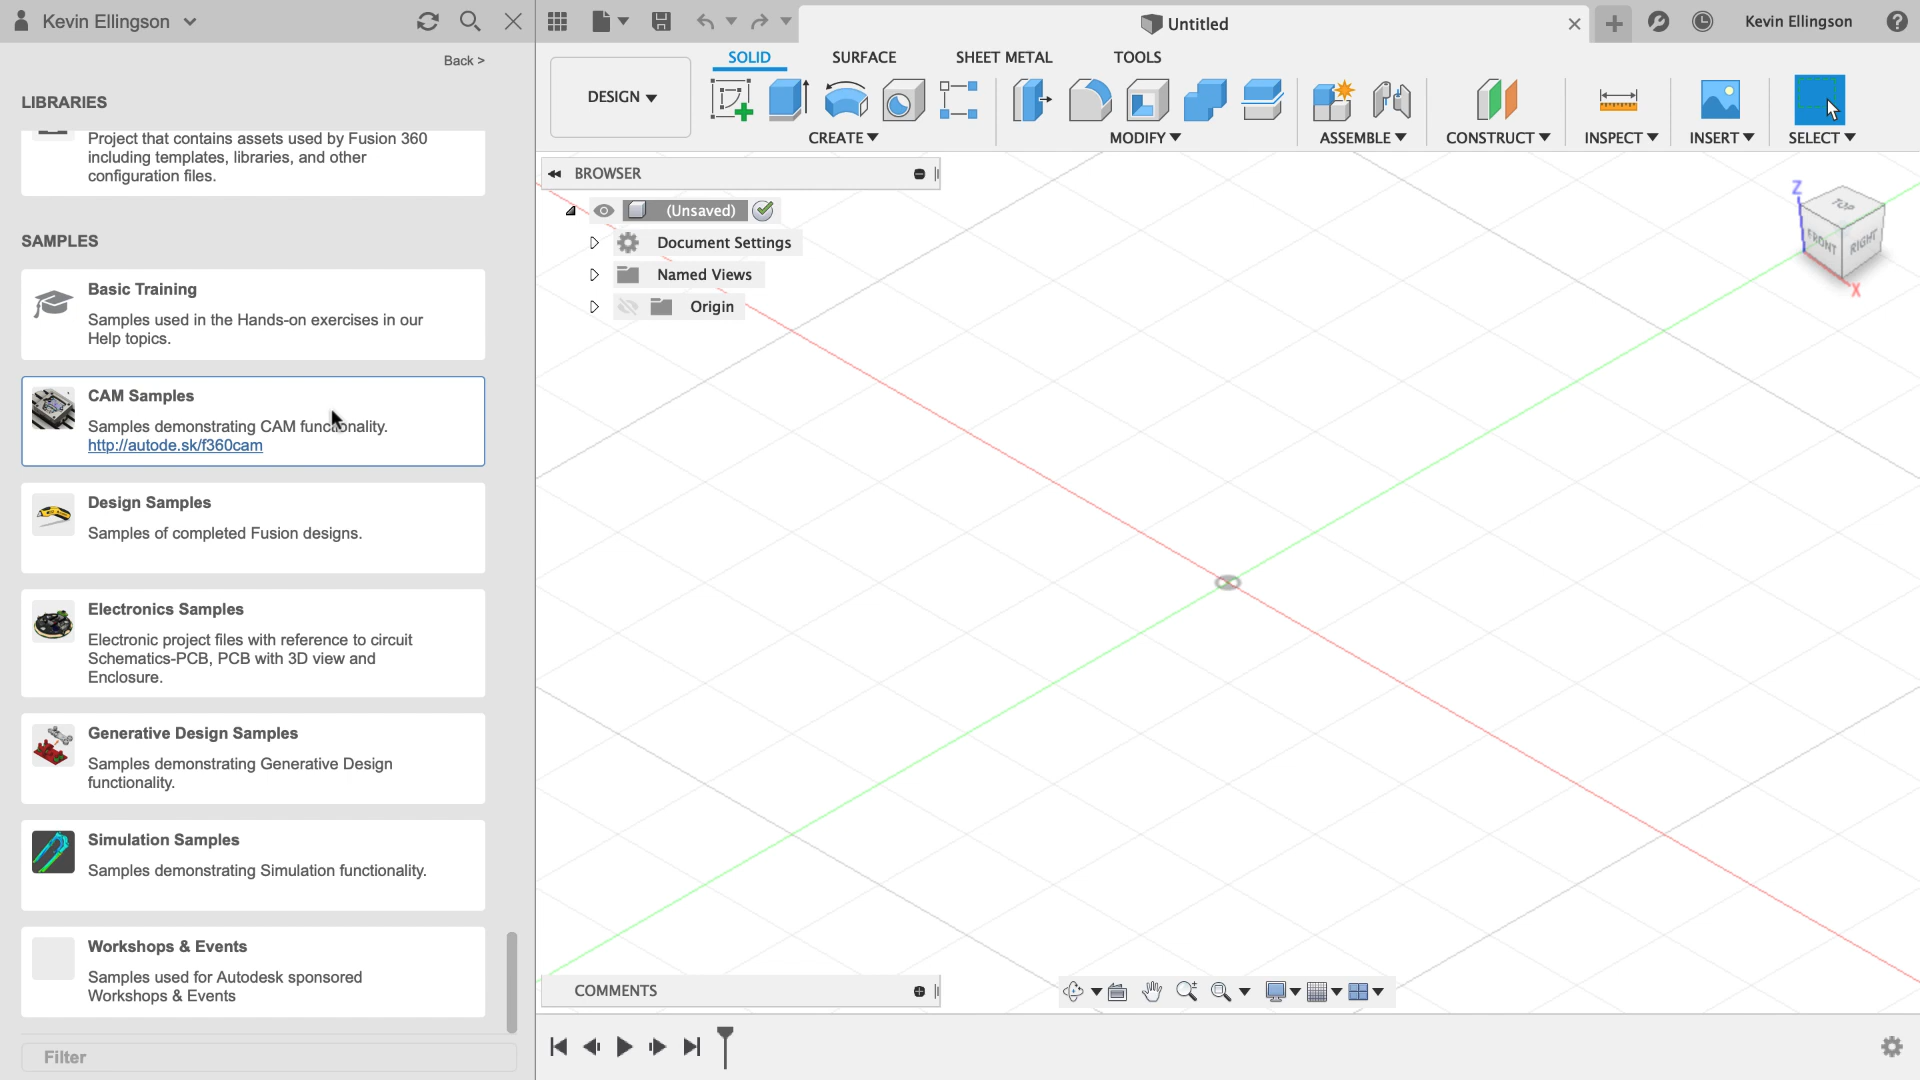 Kevin Ellingson
Untitled
Kevin Ellingson
Back >
LIBRARIES
Project that contains assets used by Fusion 360
including templates, libraries, and other
configuration files.
SAMPLES
Basic Training
Samples used in the Hands-on exercises in our
Help topics.
CAM Samples
Samples demonstrating CAM functionality.
http://autode.sk/f360cam
Design Samples
Samples of completed Fusion designs.
Electronics Samples
Electronic project files with reference to circuit
Schematics-PCB, PCB with 3D view and
Enclosure.
Generative Design Samples
Samples demonstrating Generative Design
functionality.
Simulation Samples
Samples demonstrating Simulation functionality.
Workshops & Events
Samples used for Autodesk sponsored
Workshops & Events
Filter
SOLID
SURFACE
SHEET METAL
TOOLS
DESIGN
CREATE
MODIFY
ASSEMBLE
CONSTRUCT
INSPECT
INSERT
SELECT
BROWSER
(Unsaved)
Document Settings
Named Views
Origin
Z
TOP
FRONT
RIGHT
X
COMMENTS